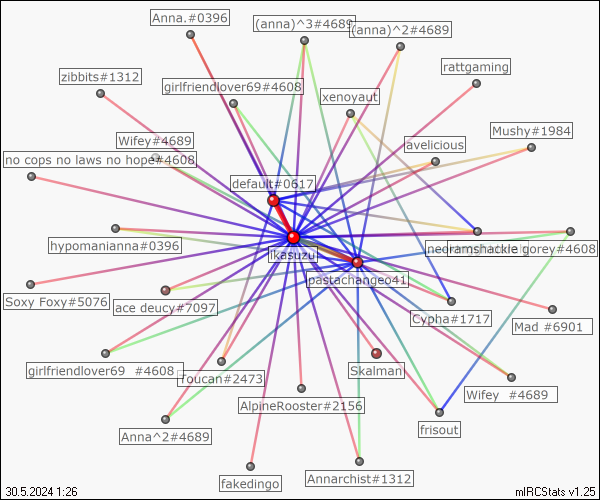 Anna.#0396
(anna)^3#4689
(anna)^2#4689
rattgaming
zibbits#1312
girlfriendlover69#4608
xenoyaut
Mushy#1984
Wifey#4689
avelicious
no cops no laws no hope#4608
default#0617
hypomanianna#0396
gorey#4608
ikasuzu
pastachangeo41
Soxy Foxy#5076
ace deucy#7097
Cypha#1717
Mad #6901
girlfriendlover69 #4608
Toucan#2473
Skalman
Wifey #4689
AlpineRooster#2156
Anna^2#4689
frisout
fakedingo
Annarchist#1312
30.5.2024 1:26
mIRCStats v1.25